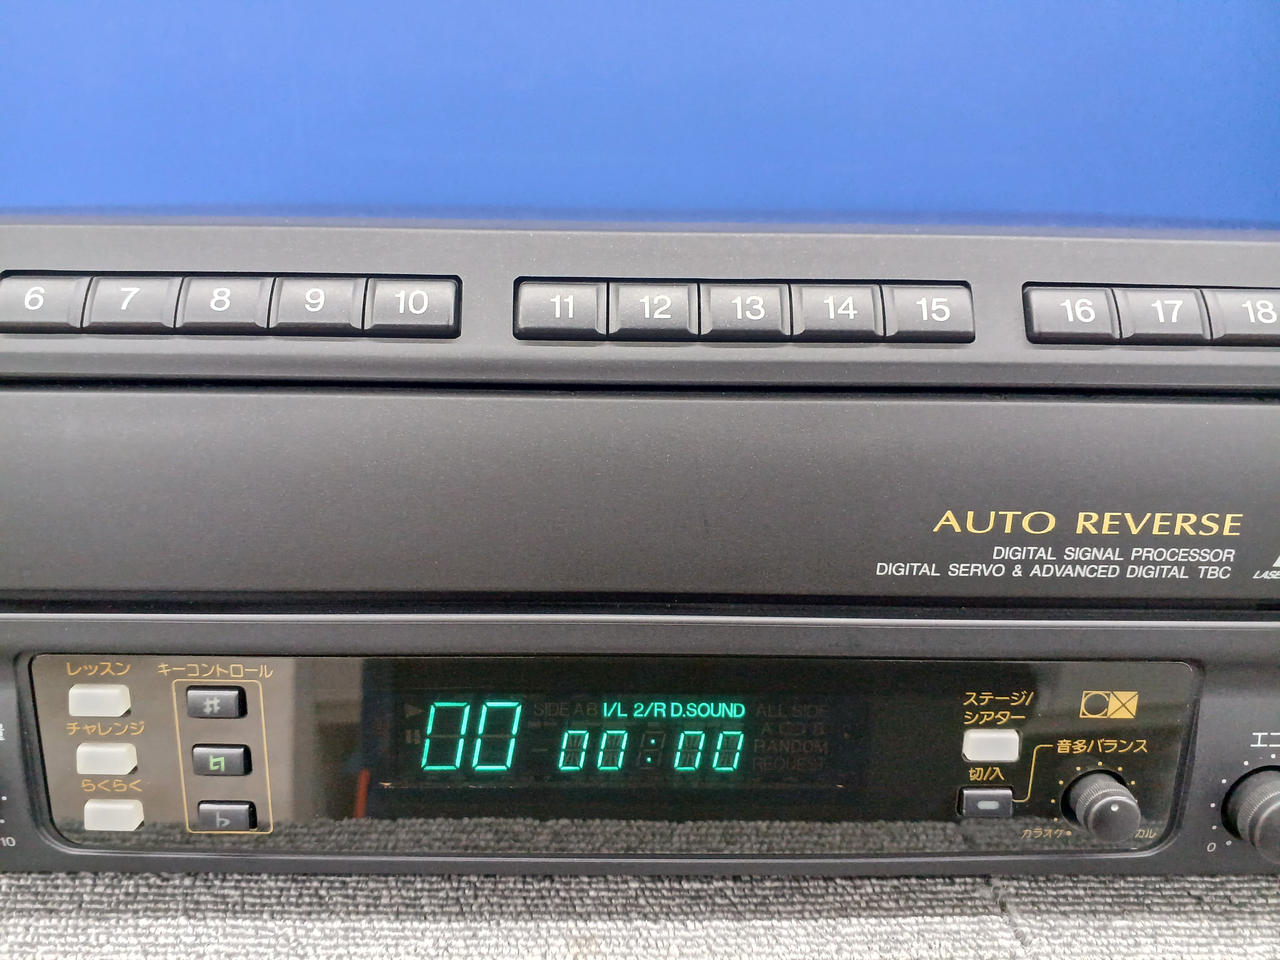 6 7 8 9 10 11 12 13 14 15 16 17 18
AUTO REVERSE
DIGITAL SIGNAL PROCESSOR
DIGITAL SERVO & ADVANCED DIGITAL TBC
レッスン
チャレンジ
らくらく
10
キーコントロール
♯
♮
♭
SIDE A B 1/L 2/R D.SOUND ALL SIDE
00 00:00
A B
RANDOM
REQUEST
ステージ/
シアター
切/入
音多バランス
カラオケ
0